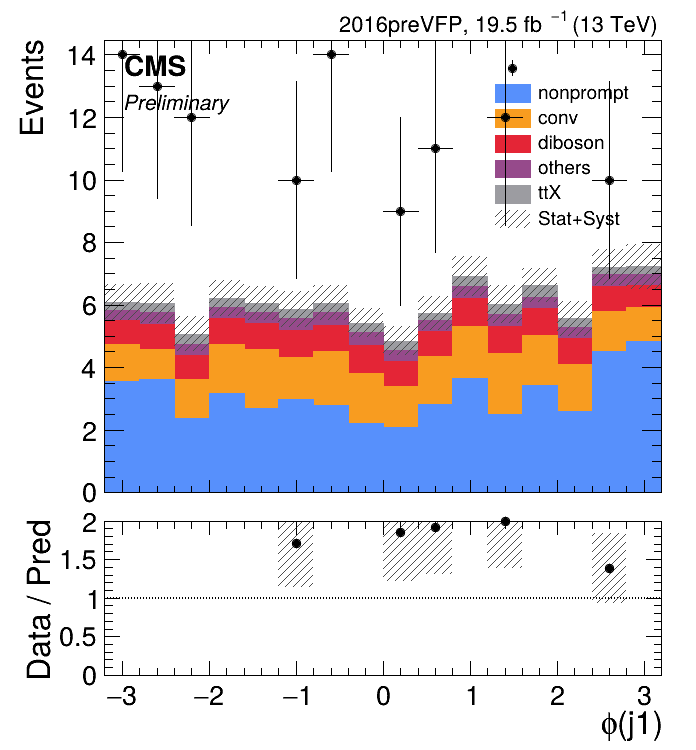 2016preVFP, 19.5 fb⁻¹ (13 TeV)
Events
CMS
Preliminary
nonprompt
conv
diboson
others
ttX
Stat+Syst
14
12
10
8
6
4
2
0
Data / Pred
2
1.5
1
0.5
0
−3 −2 −1 0 1 2 3
ϕ(j1)